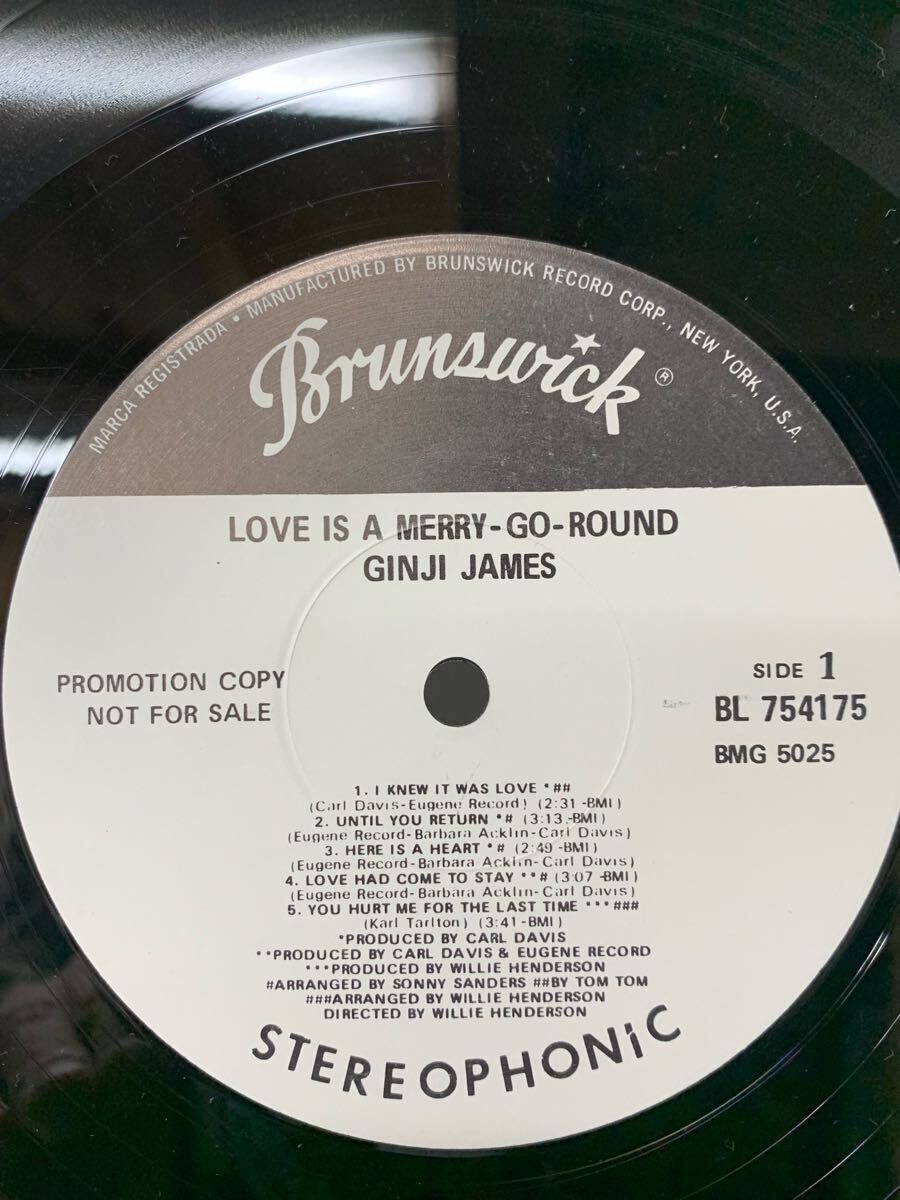 MARCA REGISTRADA • MANUFACTURED BY BRUNSWICK RECORD CORP., NEW YORK, U.S.A.
Brunswick ®
LOVE IS A MERRY-GO-ROUND
GINJI JAMES
PROMOTION COPY
NOT FOR SALE
SIDE 1
BL 754175
BMG 5025
1. I KNEW IT WAS LOVE *##
(Carl Davis-Eugene Record) (2:31-BMI)
2. UNTIL YOU RETURN *# (3:13-BMI)
(Eugene Record-Barbara Acklin-Carl Davis)
3. HERE IS A HEART *# (2:49-BMI)
(Eugene Record-Barbara Acklin-Carl Davis)
4. LOVE HAD COME TO STAY **# (3:07-BMI)
(Eugene Record-Barbara Acklin-Carl Davis)
5. YOU HURT ME FOR THE LAST TIME ***###
(Karl Tarlton) (3:41-BMI)
*PRODUCED BY CARL DAVIS
**PRODUCED BY CARL DAVIS & EUGENE RECORD
***PRODUCED BY WILLIE HENDERSON
#ARRANGED BY SONNY SANDERS ##BY TOM TOM
###ARRANGED BY WILLIE HENDERSON
DIRECTED BY WILLIE HENDERSON
STEREOPHONiC